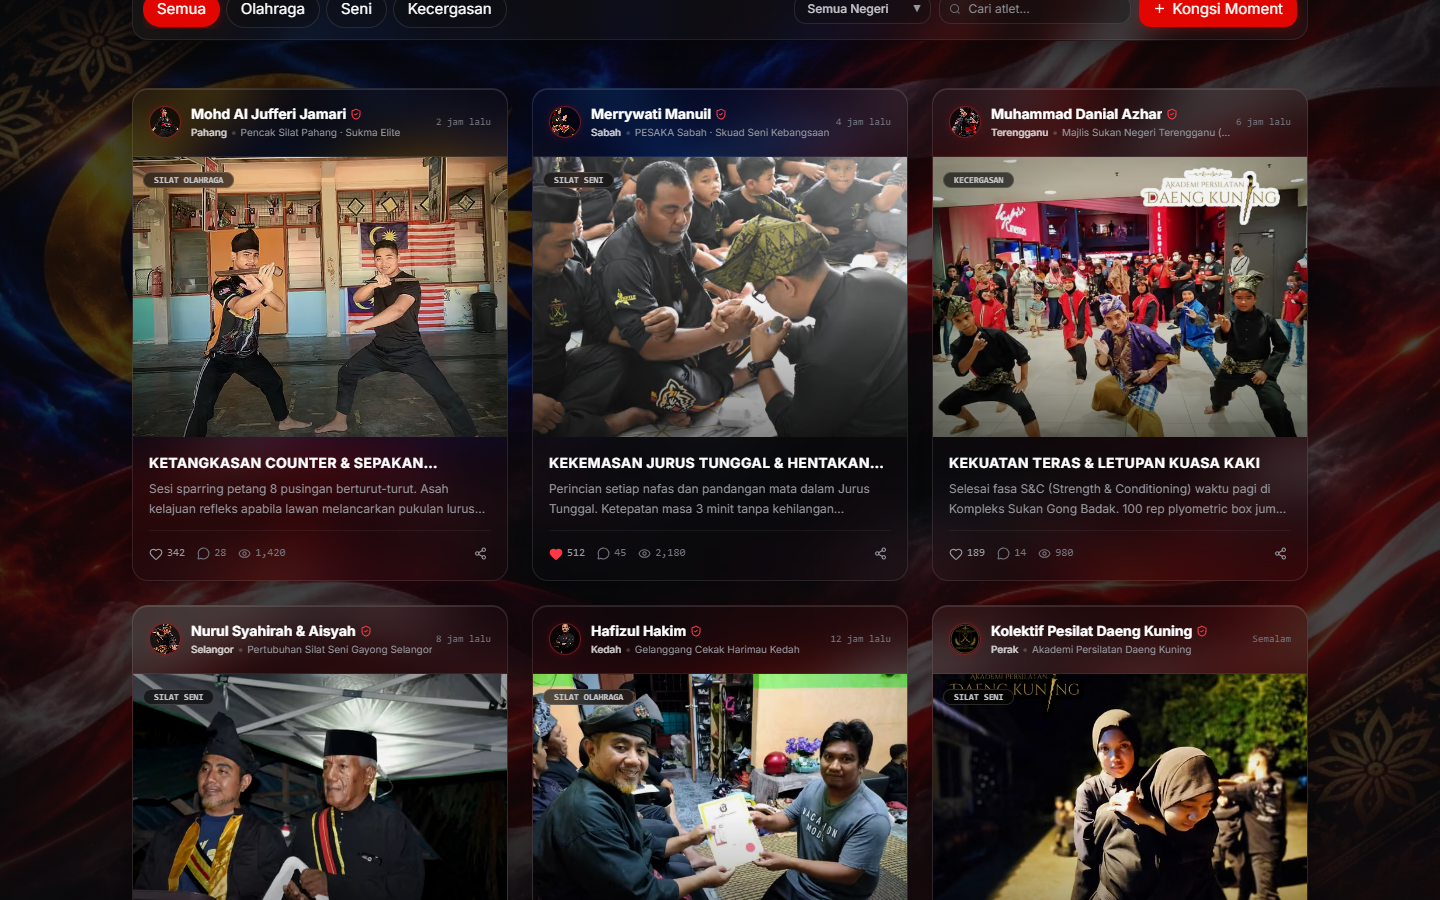 Semua
Olahraga
Seni
Kecergasan
Semua Negeri
Cari atlet...
+ Kongsi Moment
Mohd Al Jufferi Jamari
Pahang • Pencak Silat Pahang · Sukma Elite
2 jam lalu
SILAT OLAHRAGA
KETANGKASAN COUNTER & SEPAKAN...
Sesi sparring petang 8 pusingan berturut-turut. Asah
kelajuan refleks apabila lawan melancarkan pukulan lurus...
342
28
1,420
Merrywati Manuil
Sabah • PESAKA Sabah · Skuad Seni Kebangsaan
4 jam lalu
SILAT SENI
KEKEMASAN JURUS TUNGGAL & HENTAKAN...
Perincian setiap nafas dan pandangan mata dalam Jurus
Tunggal. Ketepatan masa 3 minit tanpa kehilangan...
512
45
2,180
Muhammad Danial Azhar
Terengganu • Majlis Sukan Negeri Terengganu (...
6 jam lalu
KECERGASAN
AKADEMI PERSILATAN
DAENG KUNING
KEKUATAN TERAS & LETUPAN KUASA KAKI
Selesai fasa S&C (Strength & Conditioning) waktu pagi di
Kompleks Sukan Gong Badak. 100 rep plyometric box jum...
189
14
980
Nurul Syahirah & Aisyah
Selangor • Pertubuhan Silat Seni Gayong Selangor
8 jam lalu
SILAT SENI
Hafizul Hakim
Kedah • Gelanggang Cekak Harimau Kedah
12 jam lalu
SILAT OLAHRAGA
VACATION
MODE
Kolektif Pesilat Daeng Kuning
Perak • Akademi Persilatan Daeng Kuning
Semalam
AKADEMI PERSILATAN
DAENG KUNING
SILAT SENI